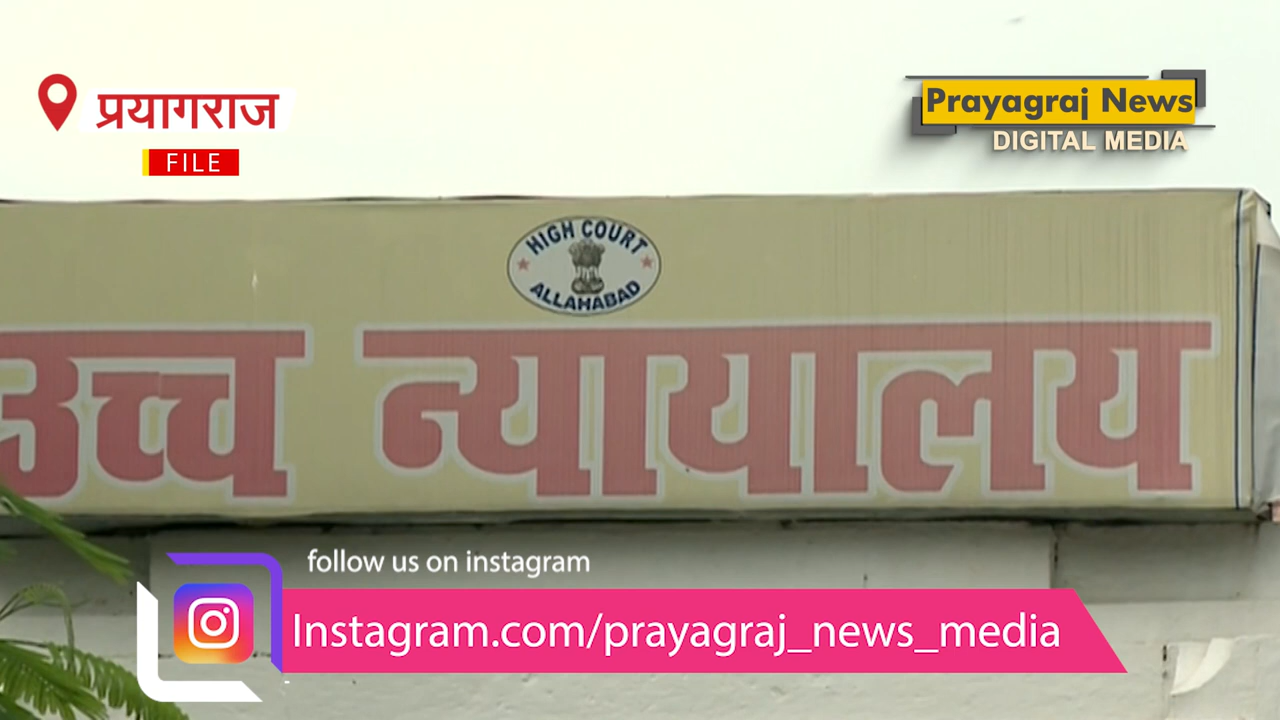 प्रयागराज
FILE
Prayagraj News
DIGITAL MEDIA
HIGH COURT
ALLAHABAD
उच्च न्यायालय
follow us on instagram
Instagram.com/prayagraj_news_media